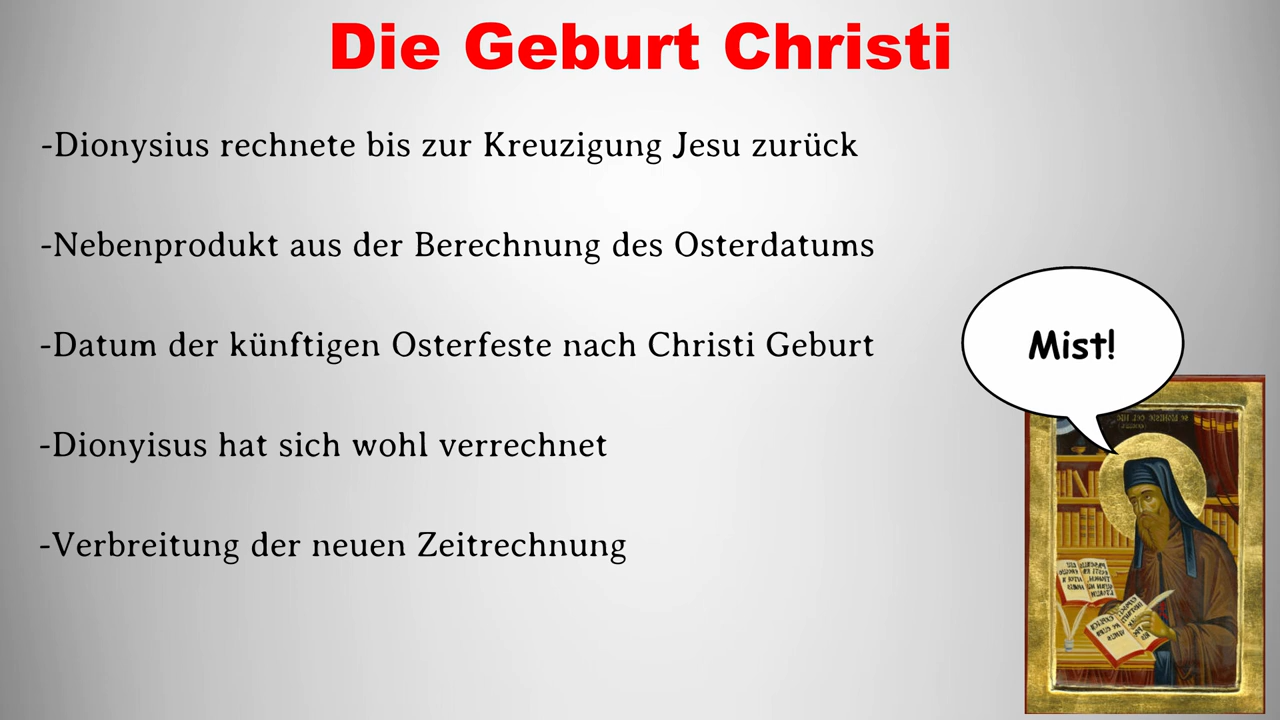 Die Geburt Christi
-Dionysius rechnete bis zur Kreuzigung Jesu zurück
-Nebenprodukt aus der Berechnung des Osterdatums
-Datum der künftigen Osterfeste nach Christi Geburt
Mist!
-Dionyisus hat sich wohl verrechnet
-Verbreitung der neuen Zeitrechnung